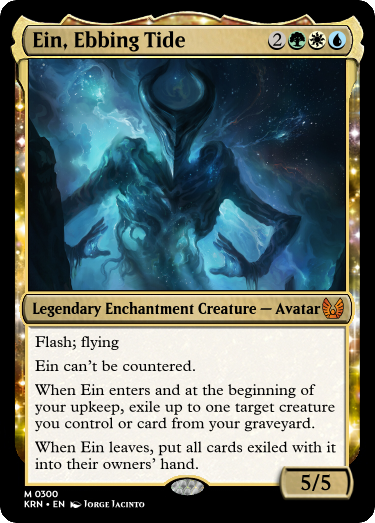 Ein, Ebbing Tide 2
Legendary Enchantment Creature — Avatar
Flash; flying
Ein can't be countered.
When Ein enters and at the beginning of
your upkeep, exile up to one target creature
you control or card from your graveyard.
When Ein leaves, put all cards exiled with it
into their owners' hand.
5/5
M 0300
KRN • EN Jorge Jacinto